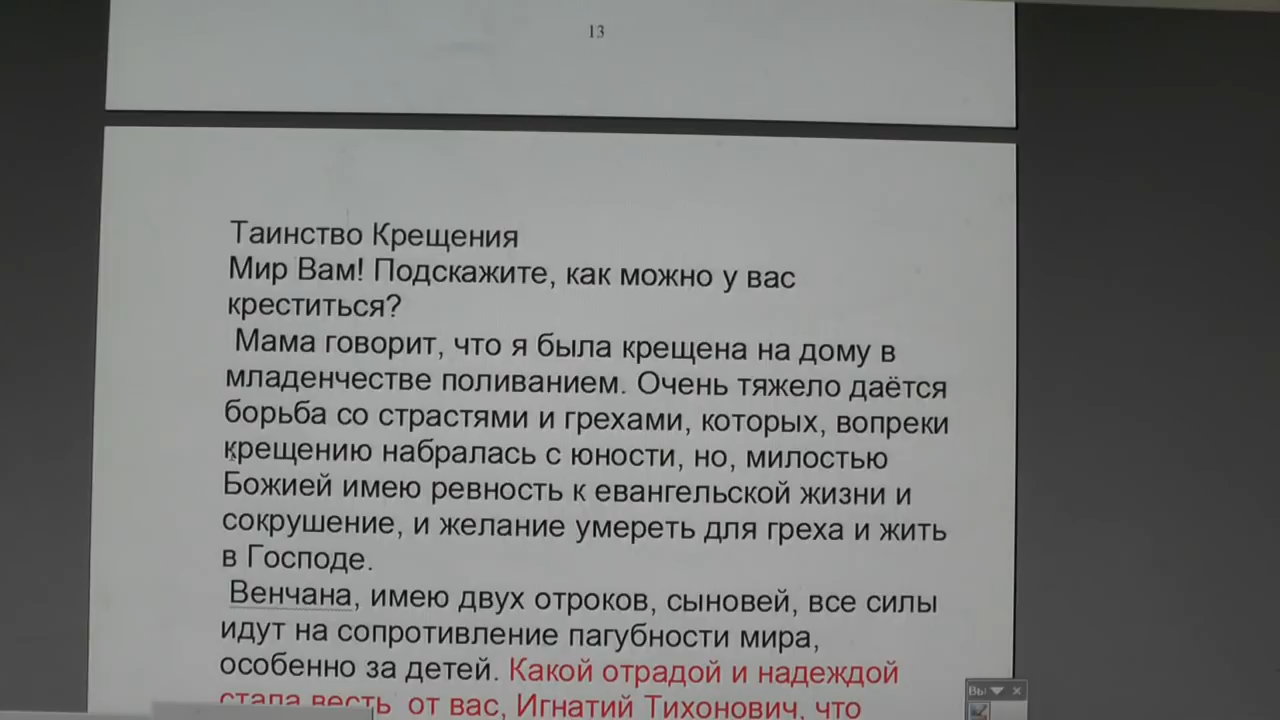 13
Таинство Крещения
Мир Вам! Подскажите, как можно у вас
креститься?
Мама говорит, что я была крещена на дому в
младенчестве поливанием. Очень тяжело даётся
борьба со страстями и грехами, которых, вопреки
крещению набралась с юности, но, милостью
Божией имею ревность к евангельской жизни и
сокрушение, и желание умереть для греха и жить
в Господе.
Венчана, имею двух отроков, сыновей, все силы
идут на сопротивление пагубности мира,
особенно за детей. Какой отрадой и надеждой
стала весть от вас, Игнатий Тихонович, что
Вы